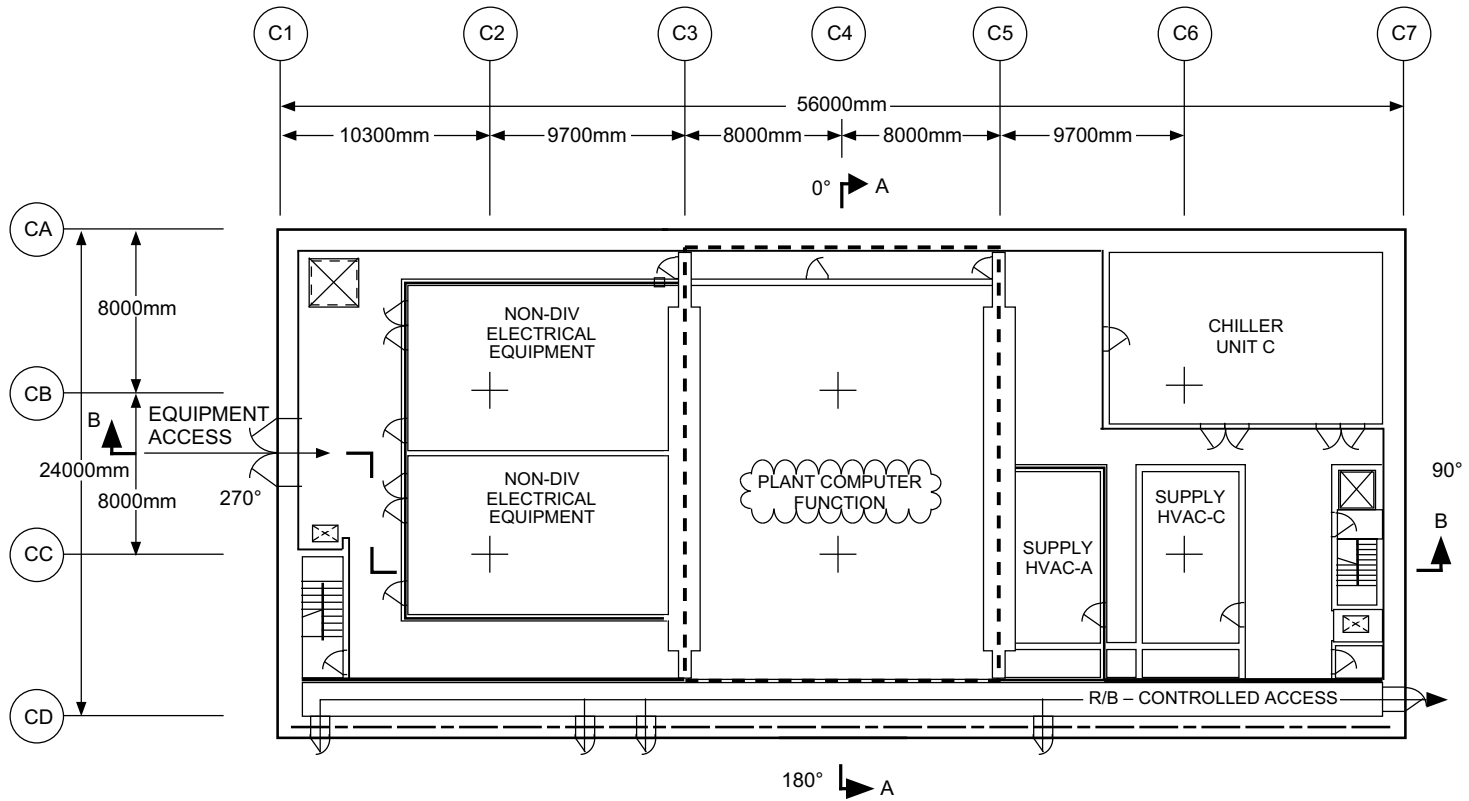 C1
C2
C3
C4
C5
C6
C7
56000mm
10300mm
9700mm
8000mm
8000mm
9700mm
0°
A
CA
8000mm
NON-DIV
ELECTRICAL
EQUIPMENT
CHILLER
UNIT C
CB
B
EQUIPMENT
ACCESS
24000mm
8000mm
270°
NON-DIV
ELECTRICAL
EQUIPMENT
PLANT COMPUTER
FUNCTION
SUPPLY
HVAC-C
90°
B
CC
SUPPLY
HVAC-A
R/B – CONTROLLED ACCESS
CD
180°
A